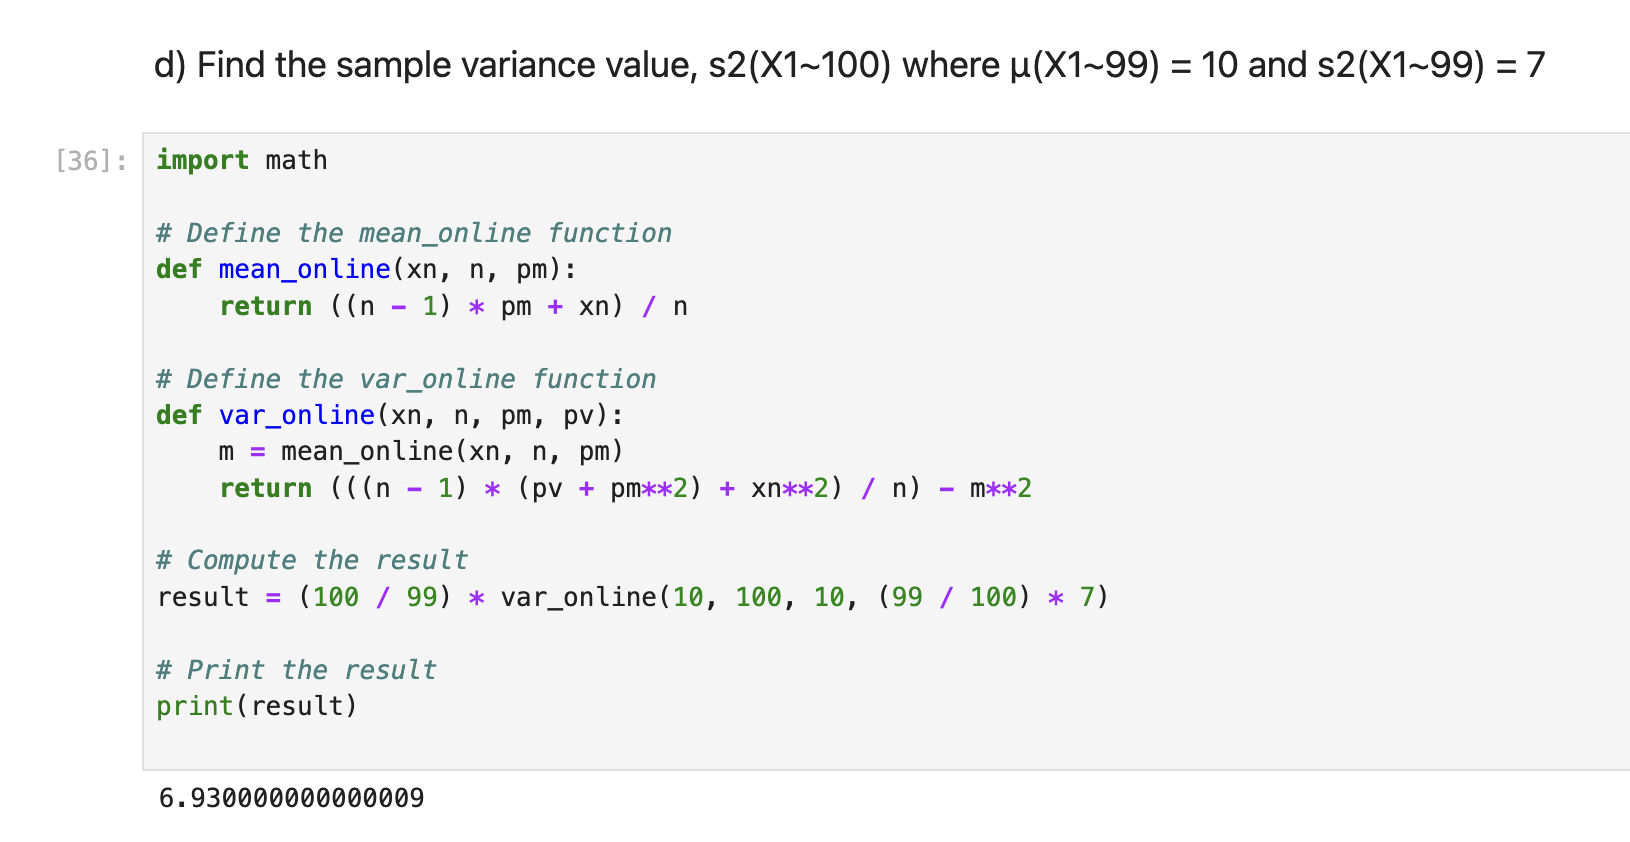 d) Find the sample variance value, s2(X1~100) where μ(X1~99) = 10 and s2(X1~99) = 7
[36]:
import math
# Define the mean_online function
def mean_online(xn, n, pm):
    return ((n - 1) * pm + xn) / n
# Define the var_online function
def var_online(xn, n, pm, pv):
    m = mean_online(xn, n, pm)
    return (((n - 1) * (pv + pm**2) + xn**2) / n) - m**2
# Compute the result
result = (100 / 99) * var_online(10, 100, 10, (99 / 100) * 7)
# Print the result
print(result)
6.930000000000009